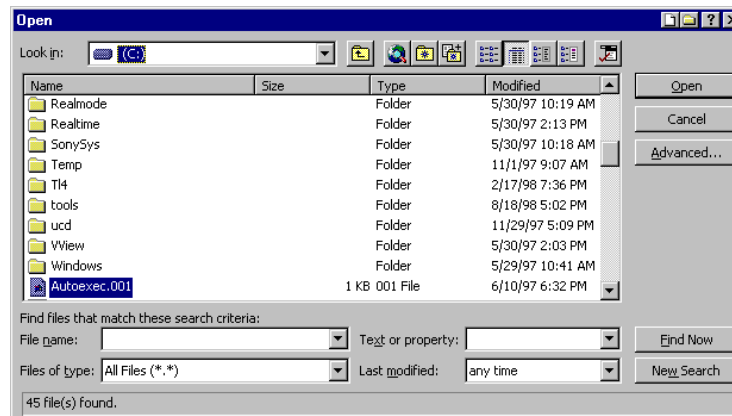 Open
Look in: (C:)
Name Size Type Modified
Realmode Folder 5/30/97 10:19 AM
Realtime Folder 5/30/97 2:13 PM
SonySys Folder 5/30/97 10:18 AM
Temp Folder 11/1/97 9:07 AM
Tl4 Folder 2/17/98 7:36 PM
tools Folder 8/18/98 5:02 PM
ucd Folder 11/29/97 5:09 PM
VView Folder 5/30/97 2:03 PM
Windows Folder 5/29/97 10:41 AM
Autoexec.001 1 KB 001 File 6/10/97 6:32 PM
Open
Cancel
Advanced...
Find files that match these search criteria:
File name: Text or property: Find Now
Files of type: All Files (*.*) Last modified: any time New Search
45 file(s) found.